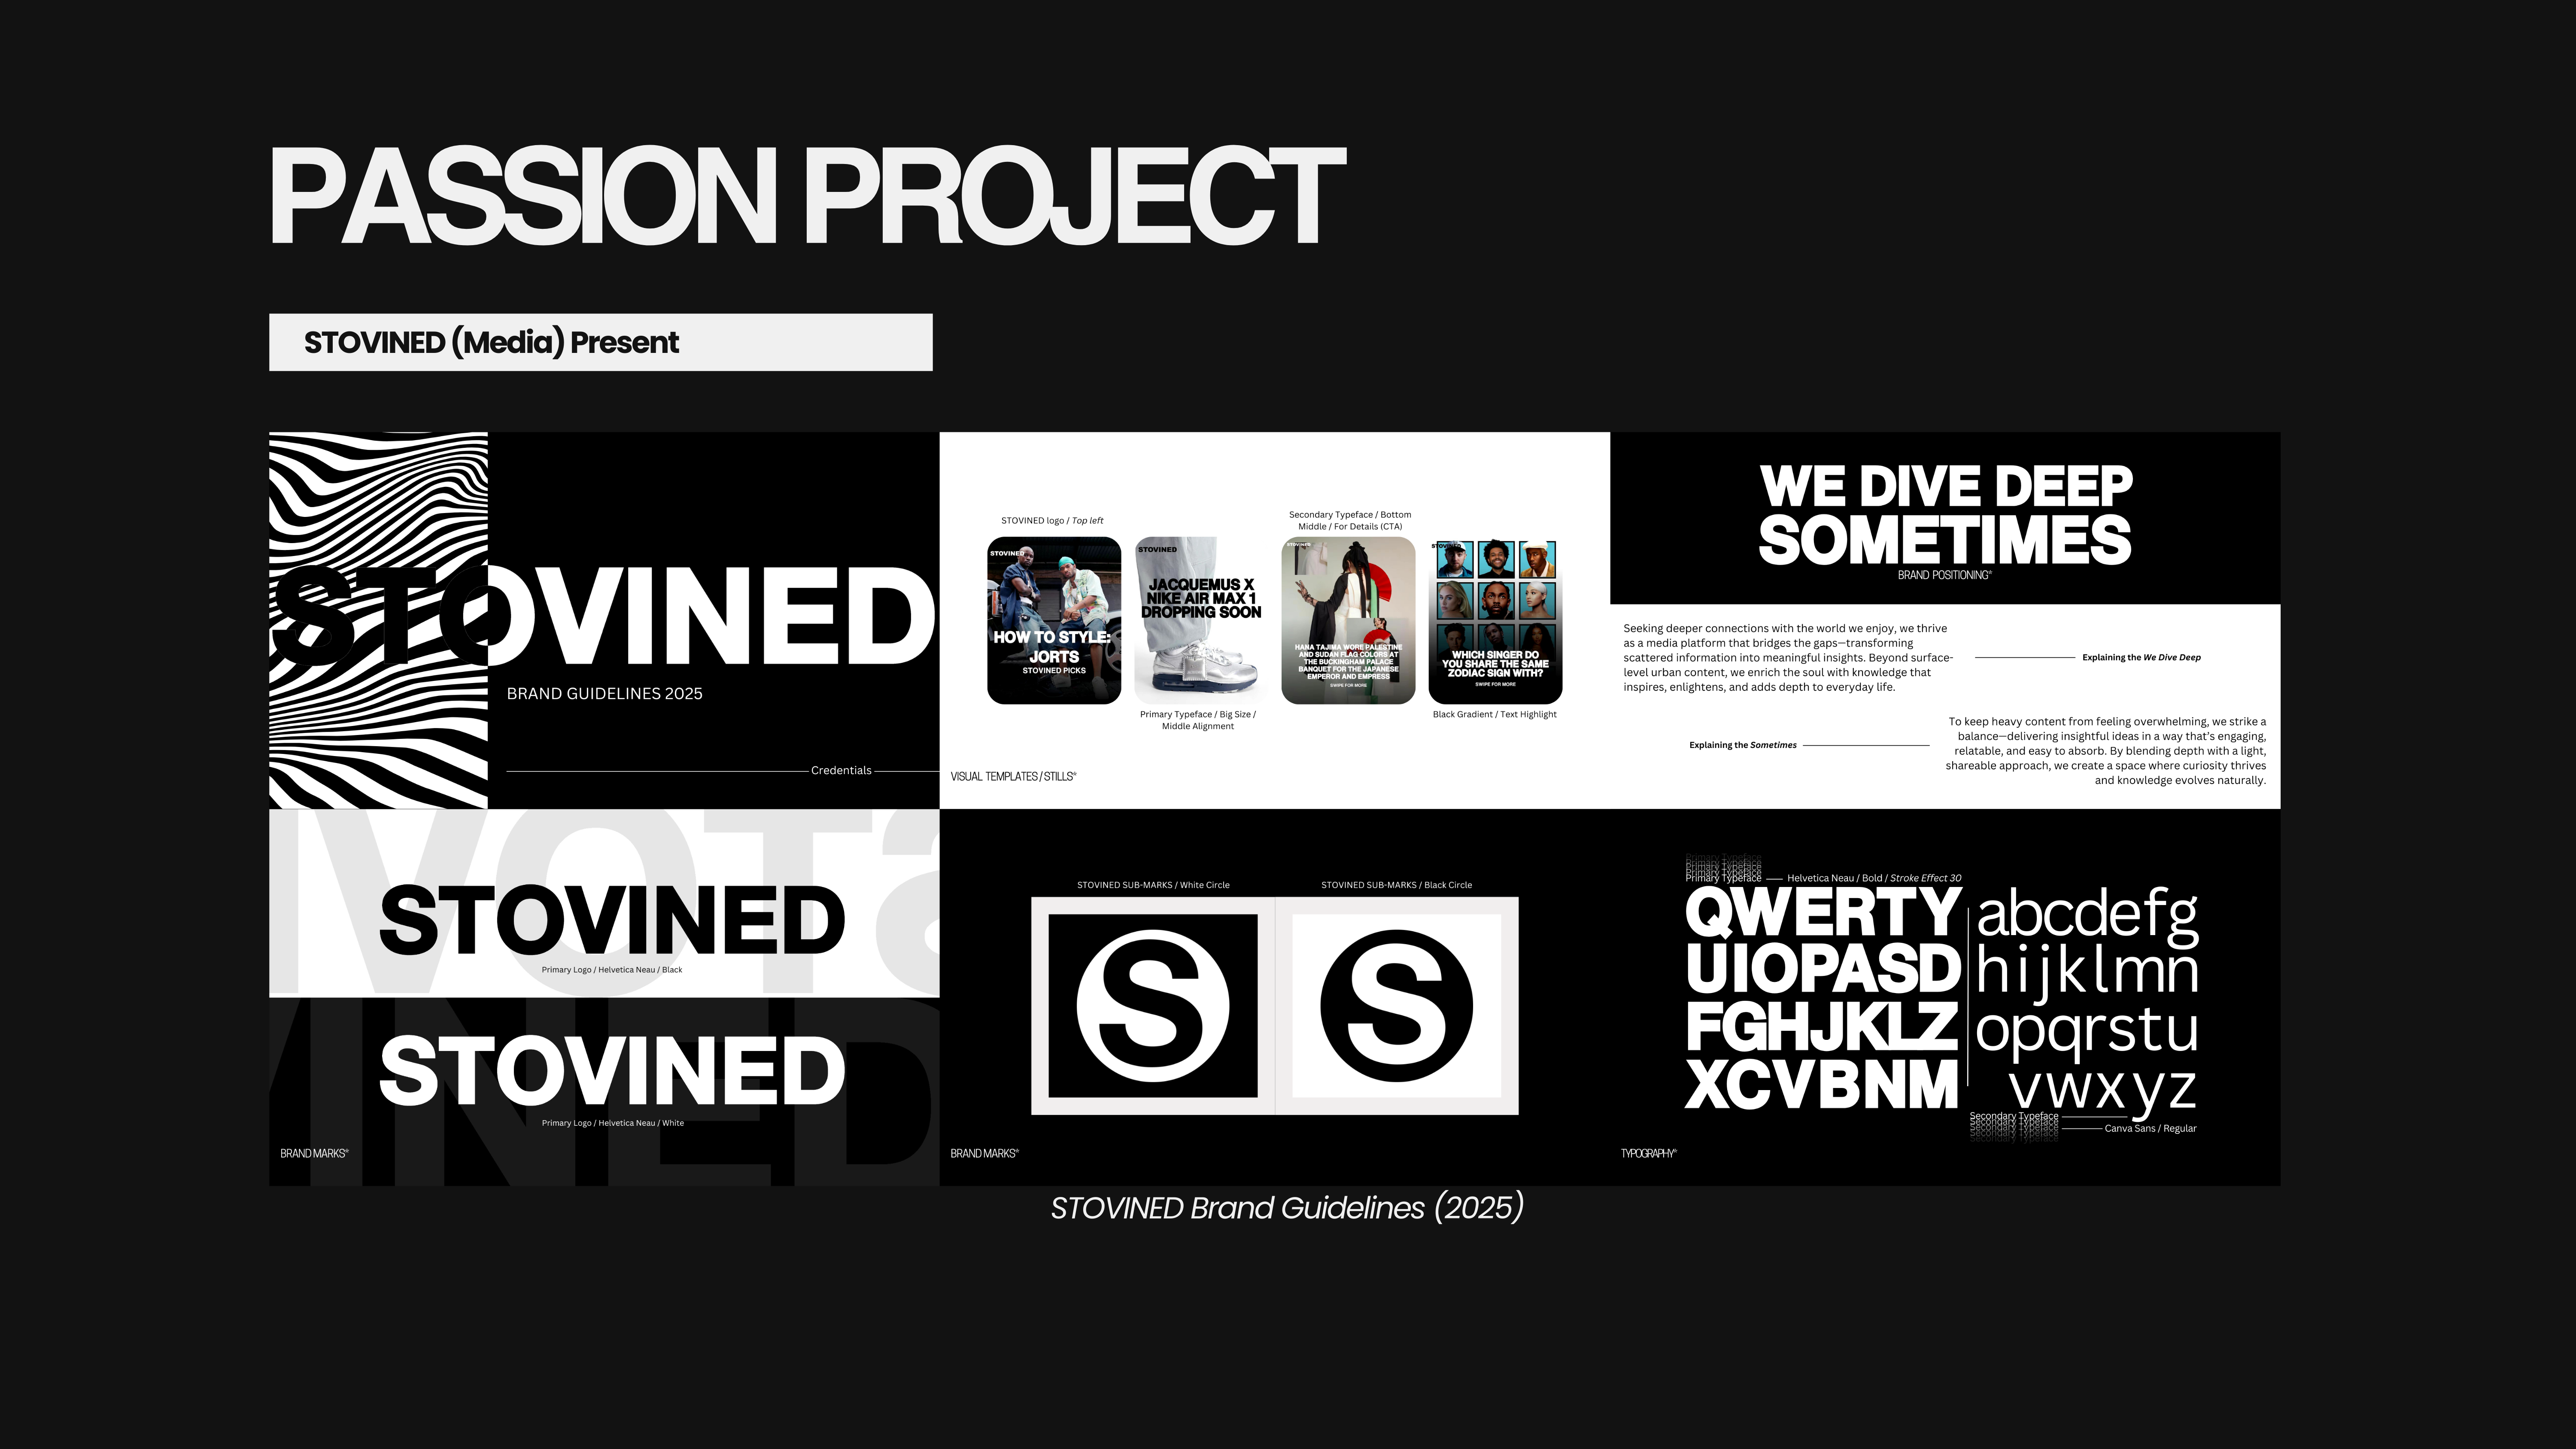 PASSION PROJECT
STOVINED (Media) Present
STOVINED
BRAND GUIDELINES 2025
Credentials
STOVINED logo / Top left
STOVINED
HOW TO STYLE:
JORTS
STOVINED PICKS
STOVINED
JACQUEMUS X
NIKE AIR MAX 1
DROPPING SOON
Primary Typeface / Big Size /
Middle Alignment
Secondary Typeface / Bottom
Middle / For Details (CTA)
STOVINED
HANA TAJIMA WORE PALESTINE
AND SUDAN FLAG COLORS AT
THE BUCKINGHAM PALACE
BANQUET FOR THE JAPANESE
EMPEROR AND EMPRESS
SWIPE FOR MORE
STOVINED
WHICH SINGER DO
YOU SHARE THE SAME
ZODIAC SIGN WITH?
SWIPE FOR MORE
Black Gradient / Text Highlight
VISUAL TEMPLATES / STILLS®
WE DIVE DEEP
SOMETIMES
BRAND POSITIONING®
Seeking deeper connections with the world we enjoy, we thrive
as a media platform that bridges the gaps—transforming
scattered information into meaningful insights. Beyond surface-
level urban content, we enrich the soul with knowledge that
inspires, enlightens, and adds depth to everyday life.
Explaining the We Dive Deep
Explaining the Sometimes
To keep heavy content from feeling overwhelming, we strike a
balance—delivering insightful ideas in a way that's engaging,
relatable, and easy to absorb. By blending depth with a light,
shareable approach, we create a space where curiosity thrives
and knowledge evolves naturally.
STOVINED
Primary Logo / Helvetica Neau / Black
STOVINED
Primary Logo / Helvetica Neau / White
BRAND MARKS®
STOVINED SUB-MARKS / White Circle
STOVINED SUB-MARKS / Black Circle
S
S
BRAND MARKS®
Primary Typeface
Helvetica Neau / Bold / Stroke Effect 30
QWERTY
UIOPASD
FGHJKLZ
XCVBNM
abcdefg
hijklmn
opqrstu
vwxyz
Secondary Typeface
Canva Sans / Regular
TYPOGRAPHY®
STOVINED Brand Guidelines (2025)